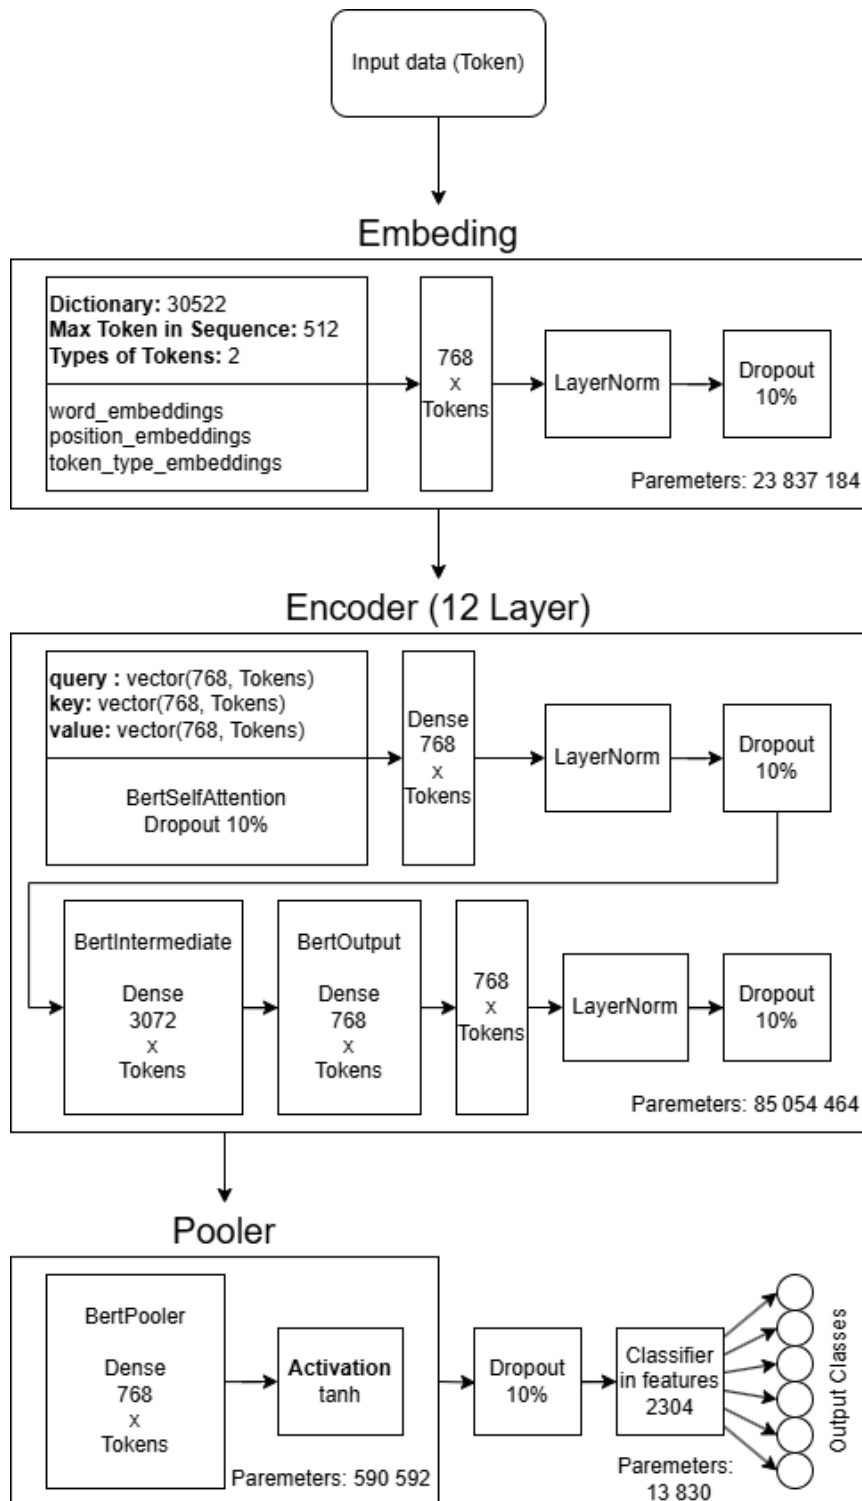 Input data (Token)
Embeding
Dictionary: 30522
Max Token in Sequence: 512
Types of Tokens: 2
word_embeddings
position_embeddings
token_type_embeddings
768
x
Tokens
LayerNorm
Dropout
10%
Paremeters: 23 837 184
Encoder (12 Layer)
query : vector(768, Tokens)
key: vector(768, Tokens)
value: vector(768, Tokens)
BertSelfAttention
Dropout 10%
Dense
768
x
Tokens
LayerNorm
Dropout
10%
BertIntermediate
Dense
3072
x
Tokens
BertOutput
Dense
768
x
Tokens
768
x
Tokens
LayerNorm
Dropout
10%
Paremeters: 85 054 464
Pooler
BertPooler
Dense
768
x
Tokens
Activation
tanh
Paremeters: 590 592
Dropout
10%
Classifier
in features
2304
Paremeters:
13 830
Output Classes